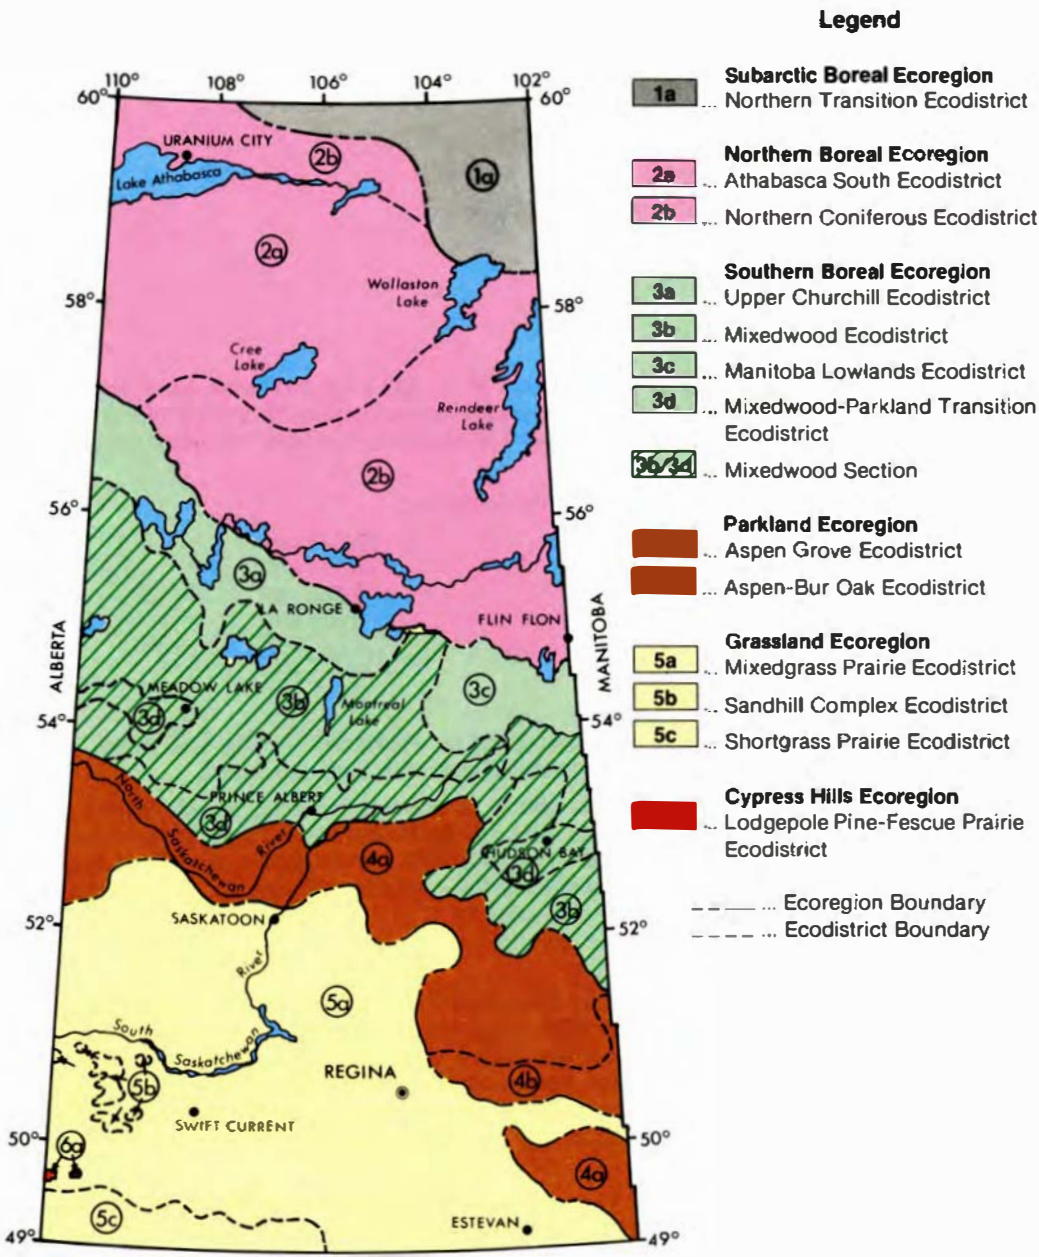 Legend
Subarctic Boreal Ecoregion
1a ... Northern Transition Ecodistrict
Northern Boreal Ecoregion
2a ... Athabasca South Ecodistrict
2b ... Northern Coniferous Ecodistrict
Southern Boreal Ecoregion
3a ... Upper Churchill Ecodistrict
3b ... Mixedwood Ecodistrict
3c ... Manitoba Lowlands Ecodistrict
3d ... Mixedwood-Parkland Transition
Ecodistrict
3b/3d ... Mixedwood Section
Parkland Ecoregion
... Aspen Grove Ecodistrict
... Aspen-Bur Oak Ecodistrict
Grassland Ecoregion
5a ... Mixedgrass Prairie Ecodistrict
5b ... Sandhill Complex Ecodistrict
5c ... Shortgrass Prairie Ecodistrict
Cypress Hills Ecoregion
... Lodgepole Pine-Fescue Prairie
Ecodistrict
... Ecoregion Boundary
... Ecodistrict Boundary
110° 108° 106° 104° 102°
60° 60°
URANIUM CITY
2b
1a
Lake Athabasca
2a
Wollaston
Lake
58° 58°
Cree
Lake
Reindeer
Lake
2b
56° 56°
3a
LA RONGE
FLIN FLON
ALBERTA
MANITOBA
MEADOW LAKE
3b
3c
3d
Montreal
Lake
54° 54°
PRINCE ALBERT
North
Saskatchewan
River
3d
4a
HUDSON BAY
3d
3b
SASKATOON
52° 52°
River
5a
South
Saskatchewan
REGINA
5b
4b
SWIFT CURRENT
50° 50°
6a
4a
5c
ESTEVAN
49° 49°